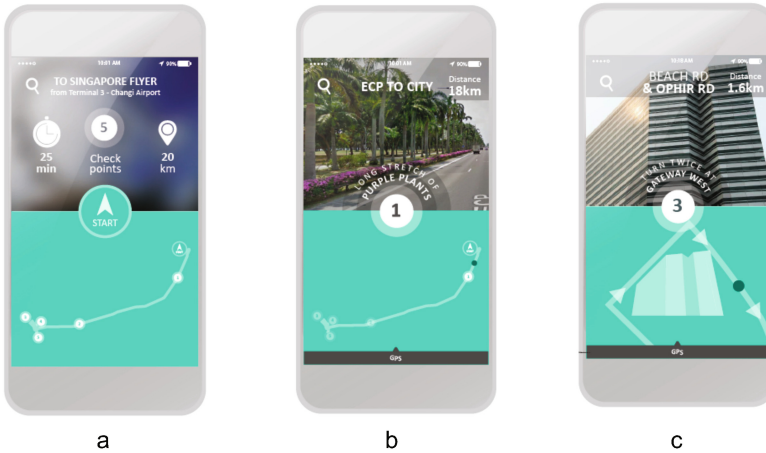 10:01 AM
90%
TO SINGAPORE FLYER
from Terminal 3 - Changi Airport
5
25
min
Check
points
20
km
START
10:01 AM
90%
ECP TO CITY
Distance
18km
LONG STRETCH OF
PURPLE PLANTS
1
GPS
90%
BEACH RD
& OPHIR RD
Distance
1.6km
TURN TWICE AT
GATEWAY WEST
3
GPS
a
b
c